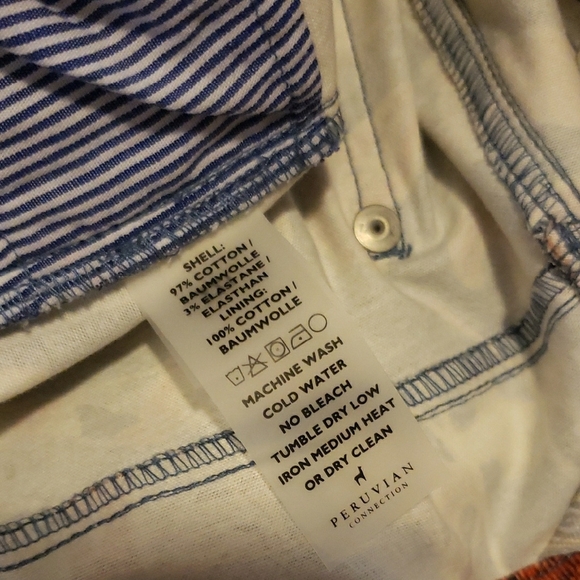 SHELL:
97% COTTON /
BAUMWOLLE
3% ELASTANE /
ELASTHAN
LINING:
100% COTTON /
BAUMWOLLE
MACHINE WASH
COLD WATER
NO BLEACH
TUMBLE DRY LOW
IRON MEDIUM HEAT
OR DRY CLEAN
PERUVIAN
CONNECTION